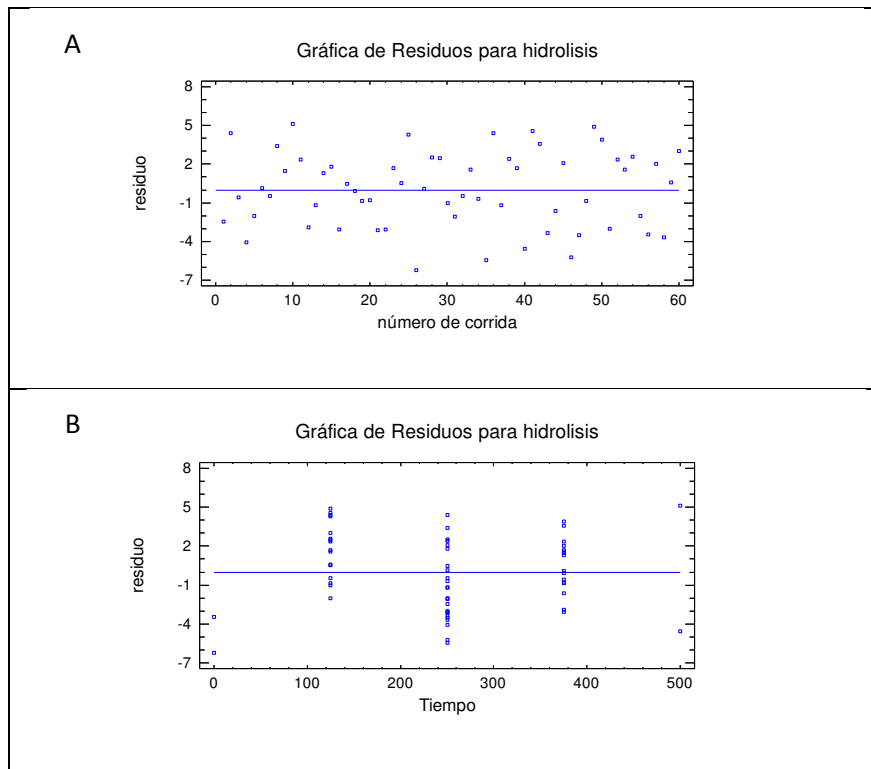 A
Gráfica de Residuos para hidrolisis
8
5
2
-1
-4
-7
residuo
0 10 20 30 40 50 60
número de corrida
B
Gráfica de Residuos para hidrolisis
8
5
2
-1
-4
-7
residuo
0 100 200 300 400 500
Tiempo